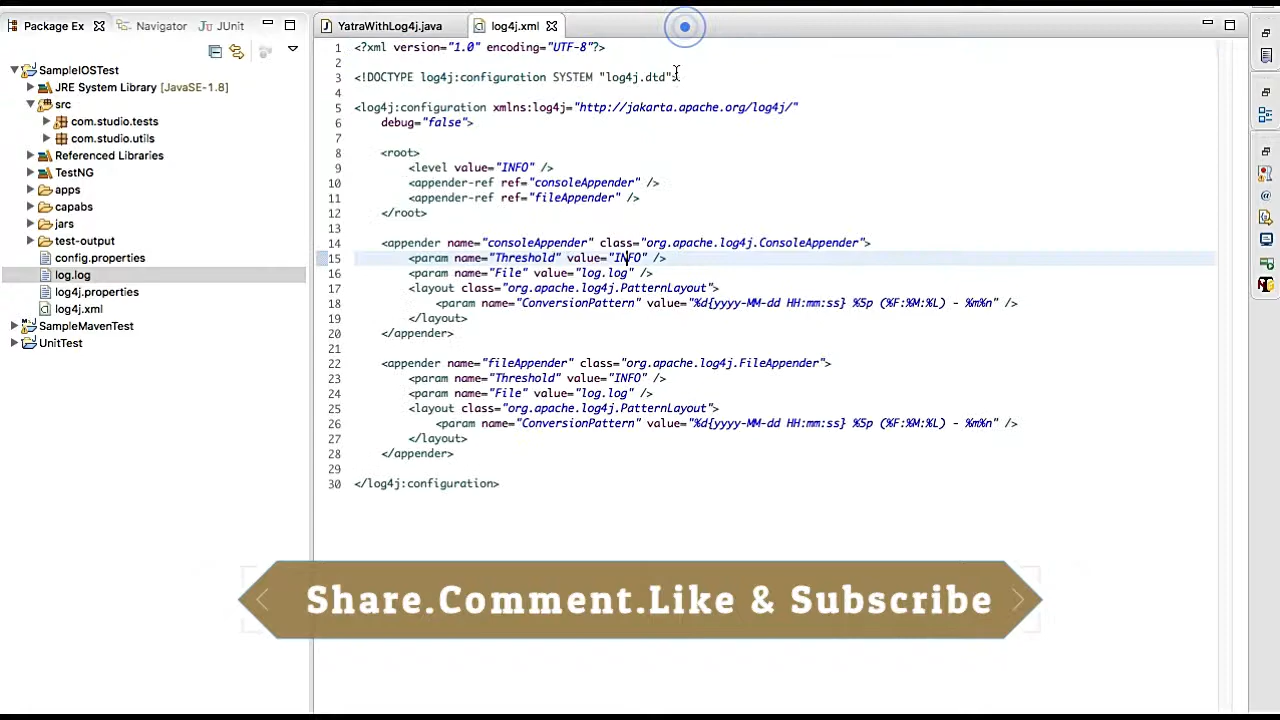 Package Ex
Navigator
JUnit
YatraWithLog4j.java
log4j.xml
SampleIOSTest
JRE System Library [JavaSE-1.8]
src
com.studio.tests
com.studio.utils
Referenced Libraries
TestNG
apps
capabs
jars
test-output
config.properties
log.log
log4j.properties
log4j.xml
SampleMavenTest
UnitTest
1 <?xml version="1.0" encoding="UTF-8"?>
2
3 <!DOCTYPE log4j:configuration SYSTEM "log4j.dtd">
4
5 <log4j:configuration xmlns:log4j="http://jakarta.apache.org/log4j/"
6 debug="false">
7
8 <root>
9 <level value="INFO" />
10 <appender-ref ref="consoleAppender" />
11 <appender-ref ref="fileAppender" />
12 </root>
13
14 <appender name="consoleAppender" class="org.apache.log4j.ConsoleAppender">
15 <param name="Threshold" value="INFO" />
16 <param name="File" value="log.log" />
17 <layout class="org.apache.log4j.PatternLayout">
18 <param name="ConversionPattern" value="%d{yyyy-MM-dd HH:mm:ss} %5p (%F:%M:%L) - %m%n" />
19 </layout>
20 </appender>
21
22 <appender name="fileAppender" class="org.apache.log4j.FileAppender">
23 <param name="Threshold" value="INFO" />
24 <param name="File" value="log.log" />
25 <layout class="org.apache.log4j.PatternLayout">
26 <param name="ConversionPattern" value="%d{yyyy-MM-dd HH:mm:ss} %5p (%F:%M:%L) - %m%n" />
27 </layout>
28 </appender>
29
30 </log4j:configuration>
Share.Comment.Like & Subscribe